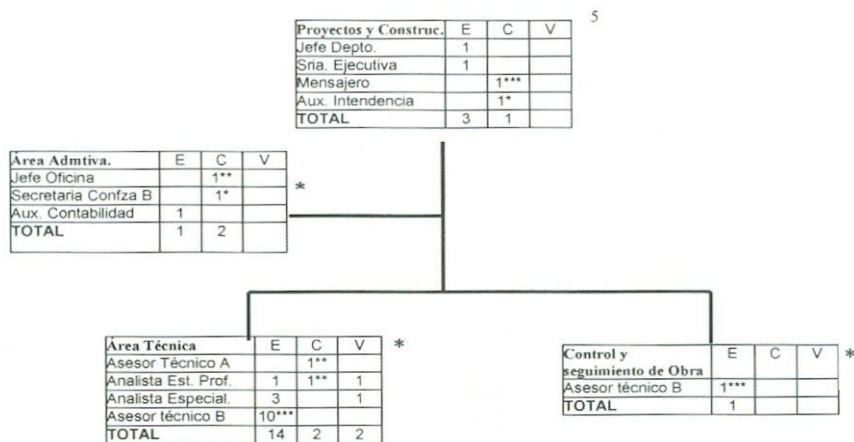 5
Proyectos y Construc. E C V
Jefe Depto. 1
Sria. Ejecutiva 1
Mensajero 1***
Aux. Intendencia 1*
TOTAL 3 1
Área Admtiva. E C V
Jefe Oficina 1**
Secretaria Confza B 1*
Aux. Contabilidad 1
TOTAL 1 2
*
Área Técnica E C V
Asesor Técnico A 1**
Analista Est. Prof. 1 1** 1
Analista Especial. 3 1
Asesor técnico B 10***
TOTAL 14 2 2
*
Control y
seguimiento de Obra E C V
Asesor técnico B 1***
TOTAL 1
*